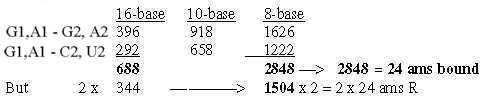 16-base 10-base 8-base
G1,A1 - G2, A2 396 918 1626
G1,A1 - C2, U2 292 658 1222
688 2848 —> 2848 = 24 ams bound
But 2 x 344 ————> 1504 x 2 = 2 x 24 ams R